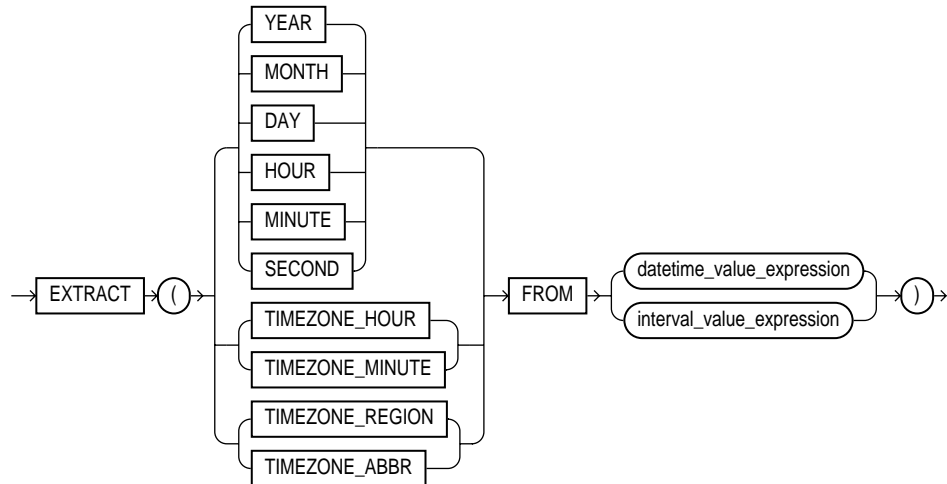 YEAR
MONTH
DAY
HOUR
MINUTE
SECOND
EXTRACT ( FROM datetime_value_expression )
interval_value_expression
TIMEZONE_HOUR
TIMEZONE_MINUTE
TIMEZONE_REGION
TIMEZONE_ABBR